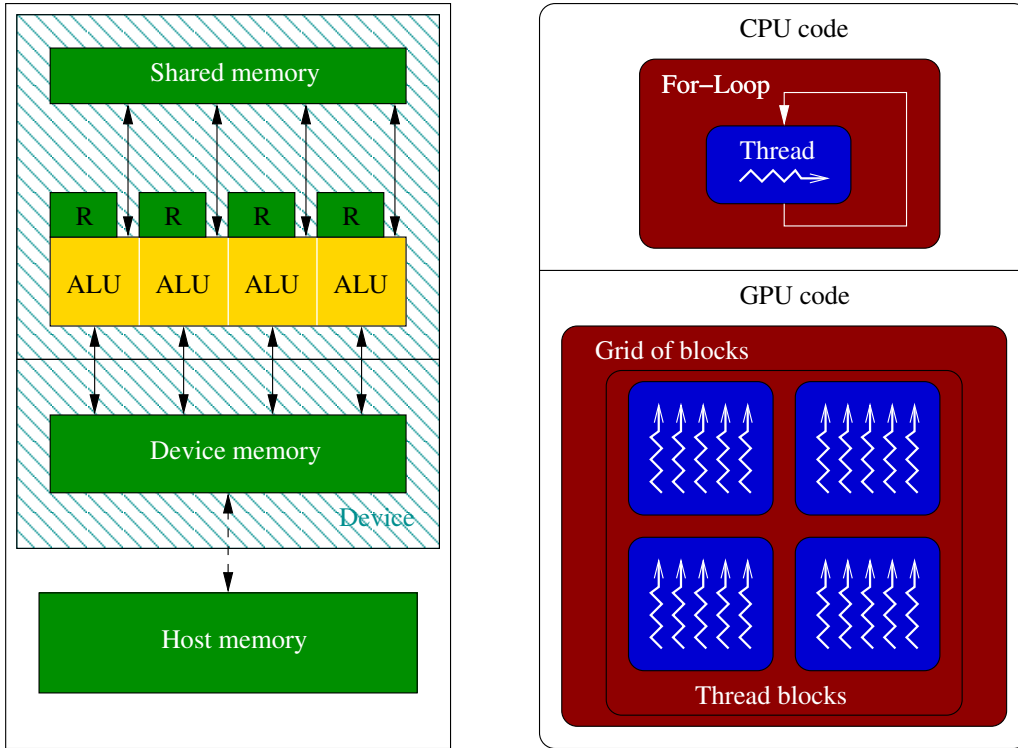 Shared memory
R R R R
ALU ALU ALU ALU
Device memory
Device
Host memory
CPU code
For–Loop
Thread
GPU code
Grid of blocks
Thread blocks